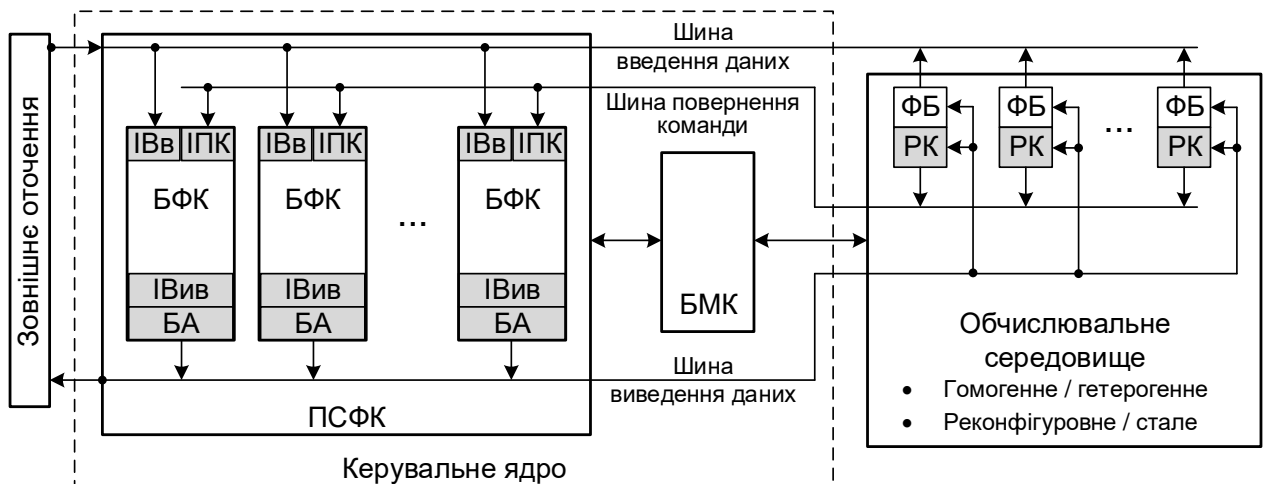 Зовнішнє оточення
Шина
введення даних
Шина повернення
команди
ІВв ІПК
БФК
ІВив
БА
ІВв ІПК
БФК
ІВив
БА
...
ІВв ІПК
БФК
ІВив
БА
ПСФК
БМК
Шина
виведення даних
Керувальне ядро
ФБ
РК
ФБ
РК
...
ФБ
РК
Обчислювальне
середовище
• Гомогенне / гетерогенне
• Реконфігуровне / стале